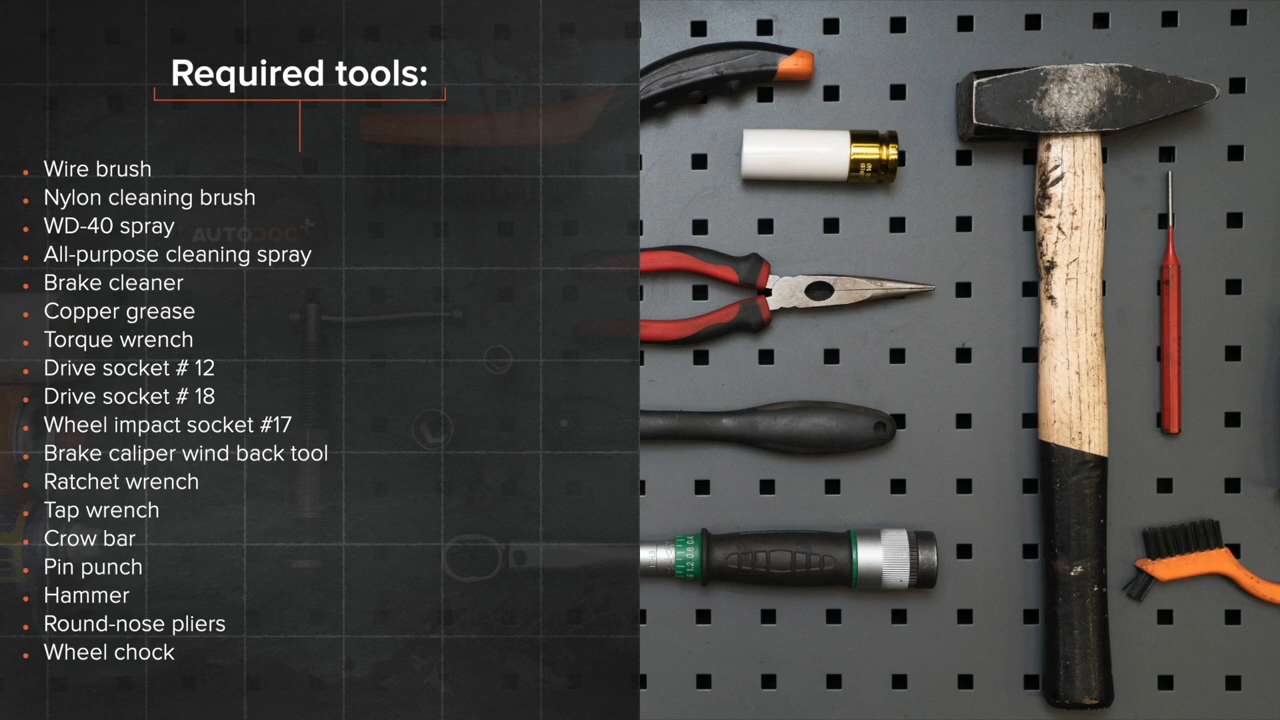 Required tools:
Wire brush
Nylon cleaning brush
WD-40 spray
AUTODOC
All-purpose cleaning spray
Brake cleaner
Copper grease
Torque wrench
Drive socket # 12
Drive socket # 18
Wheel impact socket #17
Brake caliper wind back tool
Ratchet wrench
Tap wrench
Crow bar
Pin punch
Hammer
Round-nose pliers
Wheel chock